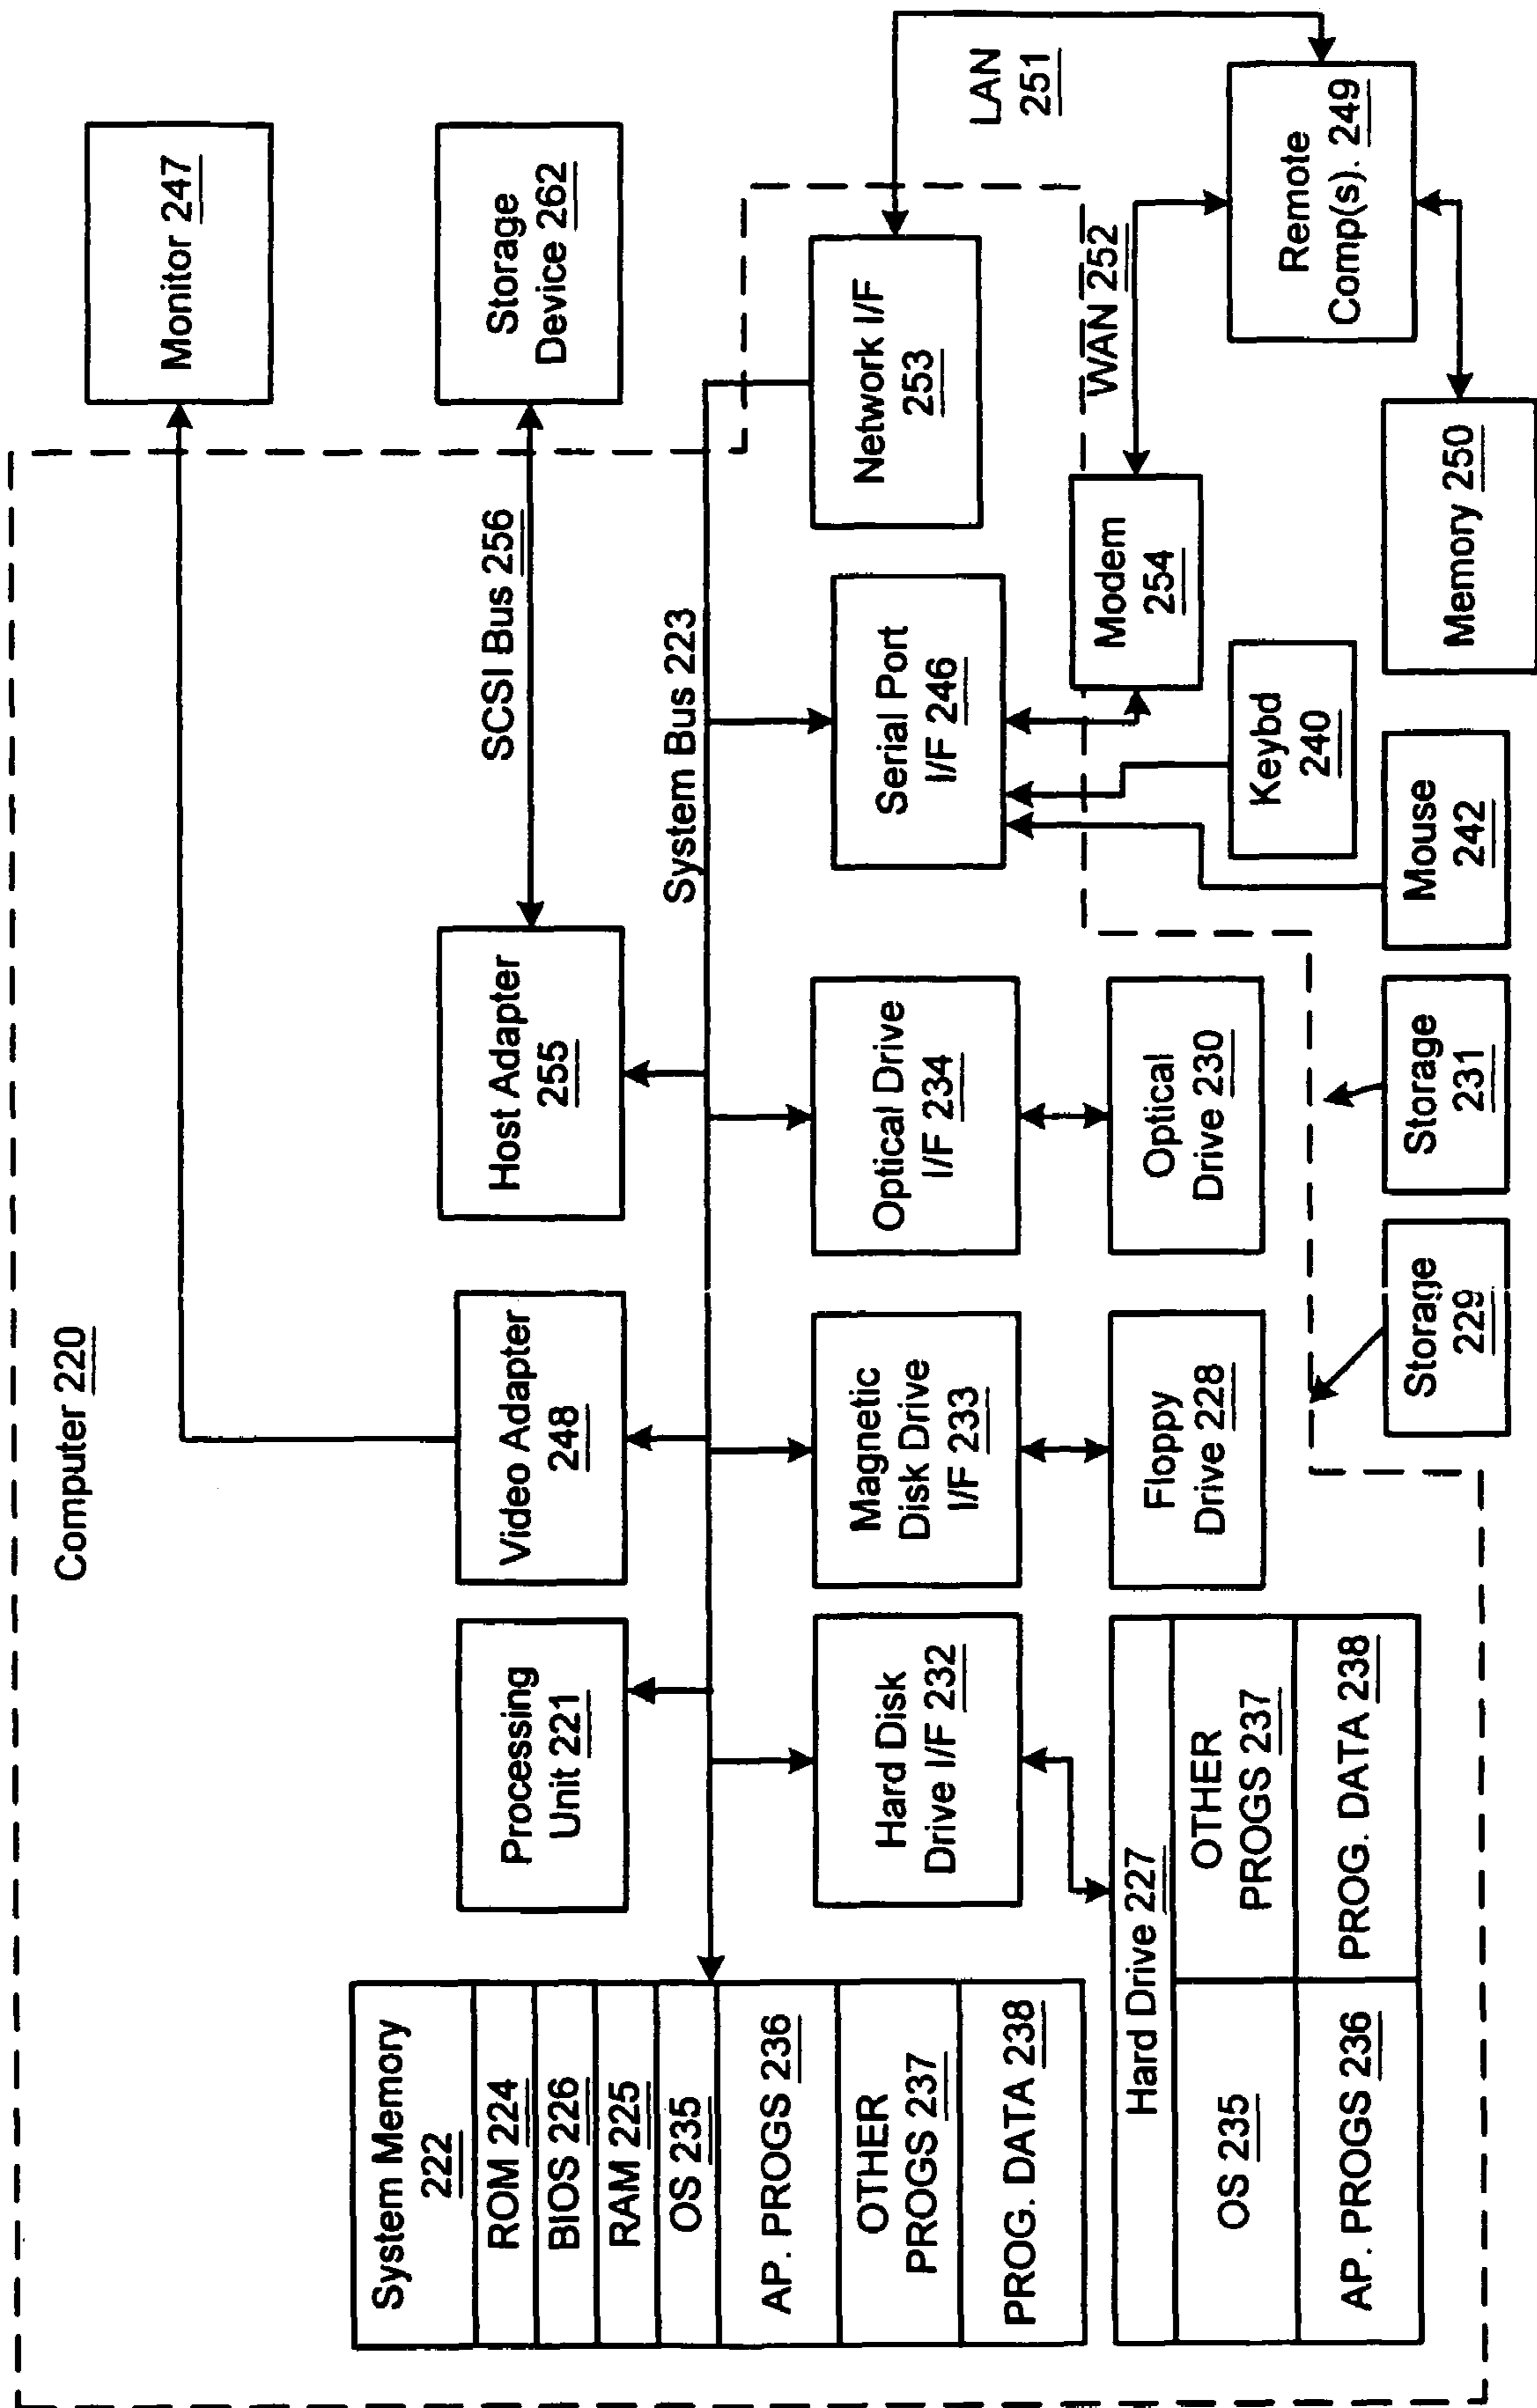 Computer 220
System Memory
222
ROM 224
BIOS 226
RAM 225
OS 235
AP. PROGS 236
OTHER
PROGS 237
PROG. DATA 238
Processing
Unit 221
Video Adapter
248
Host Adapter
255
Monitor 247
SCSI Bus 256
Storage
Device 262
System Bus 223
Hard Disk
Drive I/F 232
Magnetic
Disk Drive
I/F 233
Optical Drive
I/F 234
Serial Port
I/F 246
Network I/F
253
LAN
251
Hard Drive 227
OS 235
OTHER
PROGS 237
AP. PROGS 236
PROG. DATA 238
Floppy
Drive 228
Optical
Drive 230
Modem
254
WAN 252
Storage
229
Storage
231
Mouse
242
Keybd
240
Remote
Comp(s). 249
Memory 250